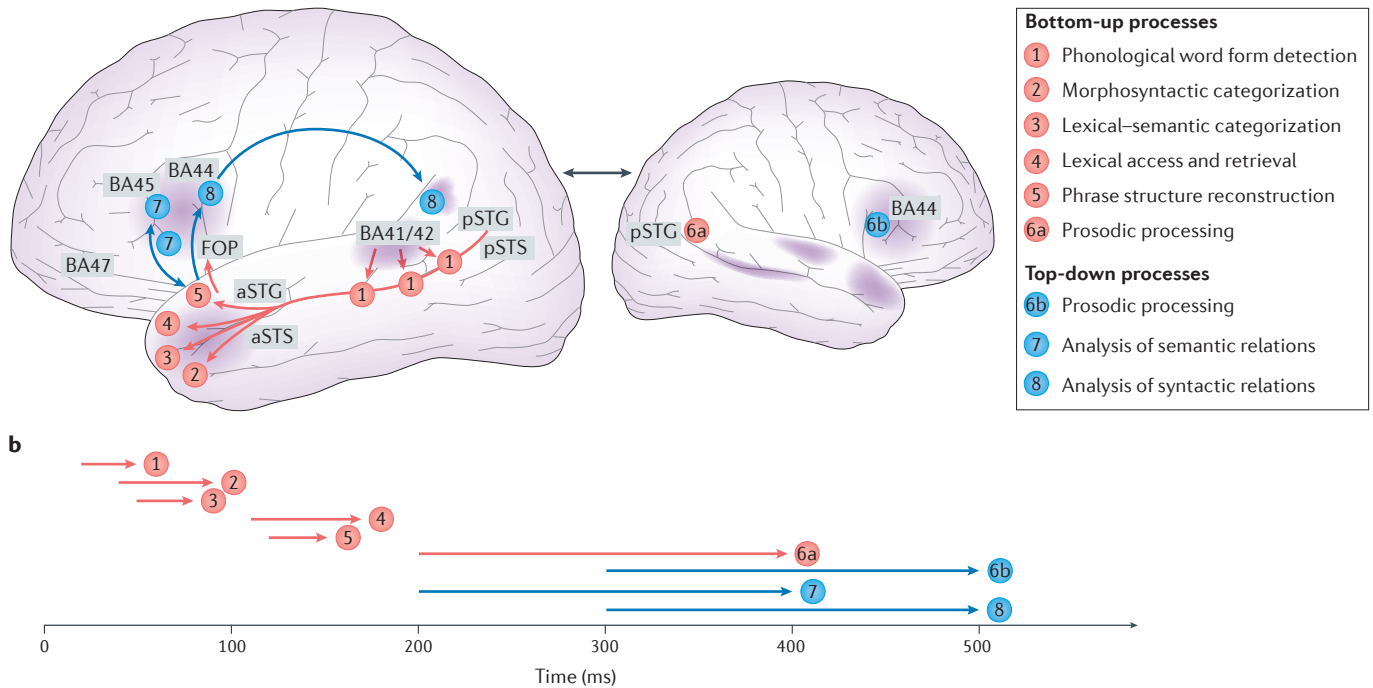 BA45
BA44
7
8
7
BA47
FOP
5
aSTG
4
aSTS
3
2
8
BA41/42
pSTG
pSTS
1
1
1
pSTG
6a
6b
BA44
Bottom-up processes
1 Phonological word form detection
2 Morphosyntactic categorization
3 Lexical–semantic categorization
4 Lexical access and retrieval
5 Phrase structure reconstruction
6a Prosodic processing
Top-down processes
6b Prosodic processing
7 Analysis of semantic relations
8 Analysis of syntactic relations
b
1
2
3
4
5
6a
6b
7
8
0 100 200 300 400 500
Time (ms)